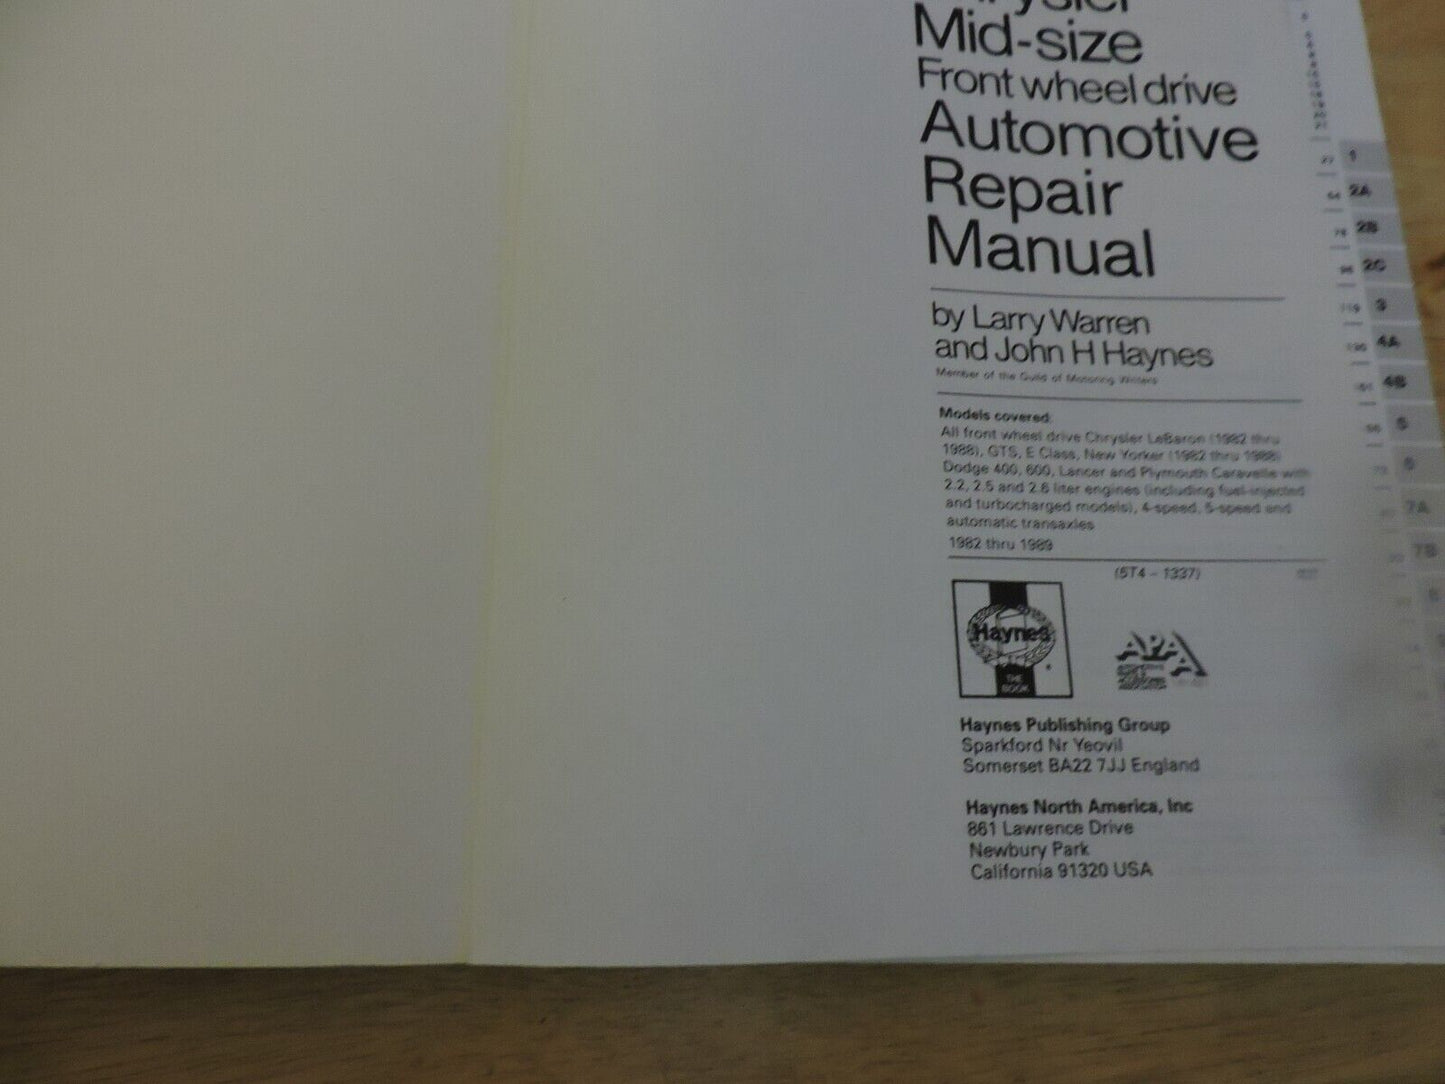 Mid-size
Front wheel drive
Automotive
Repair
Manual
by Larry Warren
and John H Haynes
Member of the Guild of Motoring Writers
Models covered:
All front wheel drive Chrysler LeBaron (1982 thru
1988), GTS, E Class, New Yorker (1982 thru 1988)
Dodge 400, 600, Lancer and Plymouth Caravelle with
2.2, 2.5 and 2.6 liter engines (including fuel-injected
and turbocharged models), 4-speed, 5-speed and
automatic transaxles
1982 thru 1989
(5T4 - 1337)
Haynes
THE
BOOK
APAA
Haynes Publishing Group
Sparkford Nr Yeovil
Somerset BA22 7JJ England
Haynes North America, Inc
861 Lawrence Drive
Newbury Park
California 91320 USA
1
2A
2B
2C
3
4A
4B
5
6
7A
7B
8